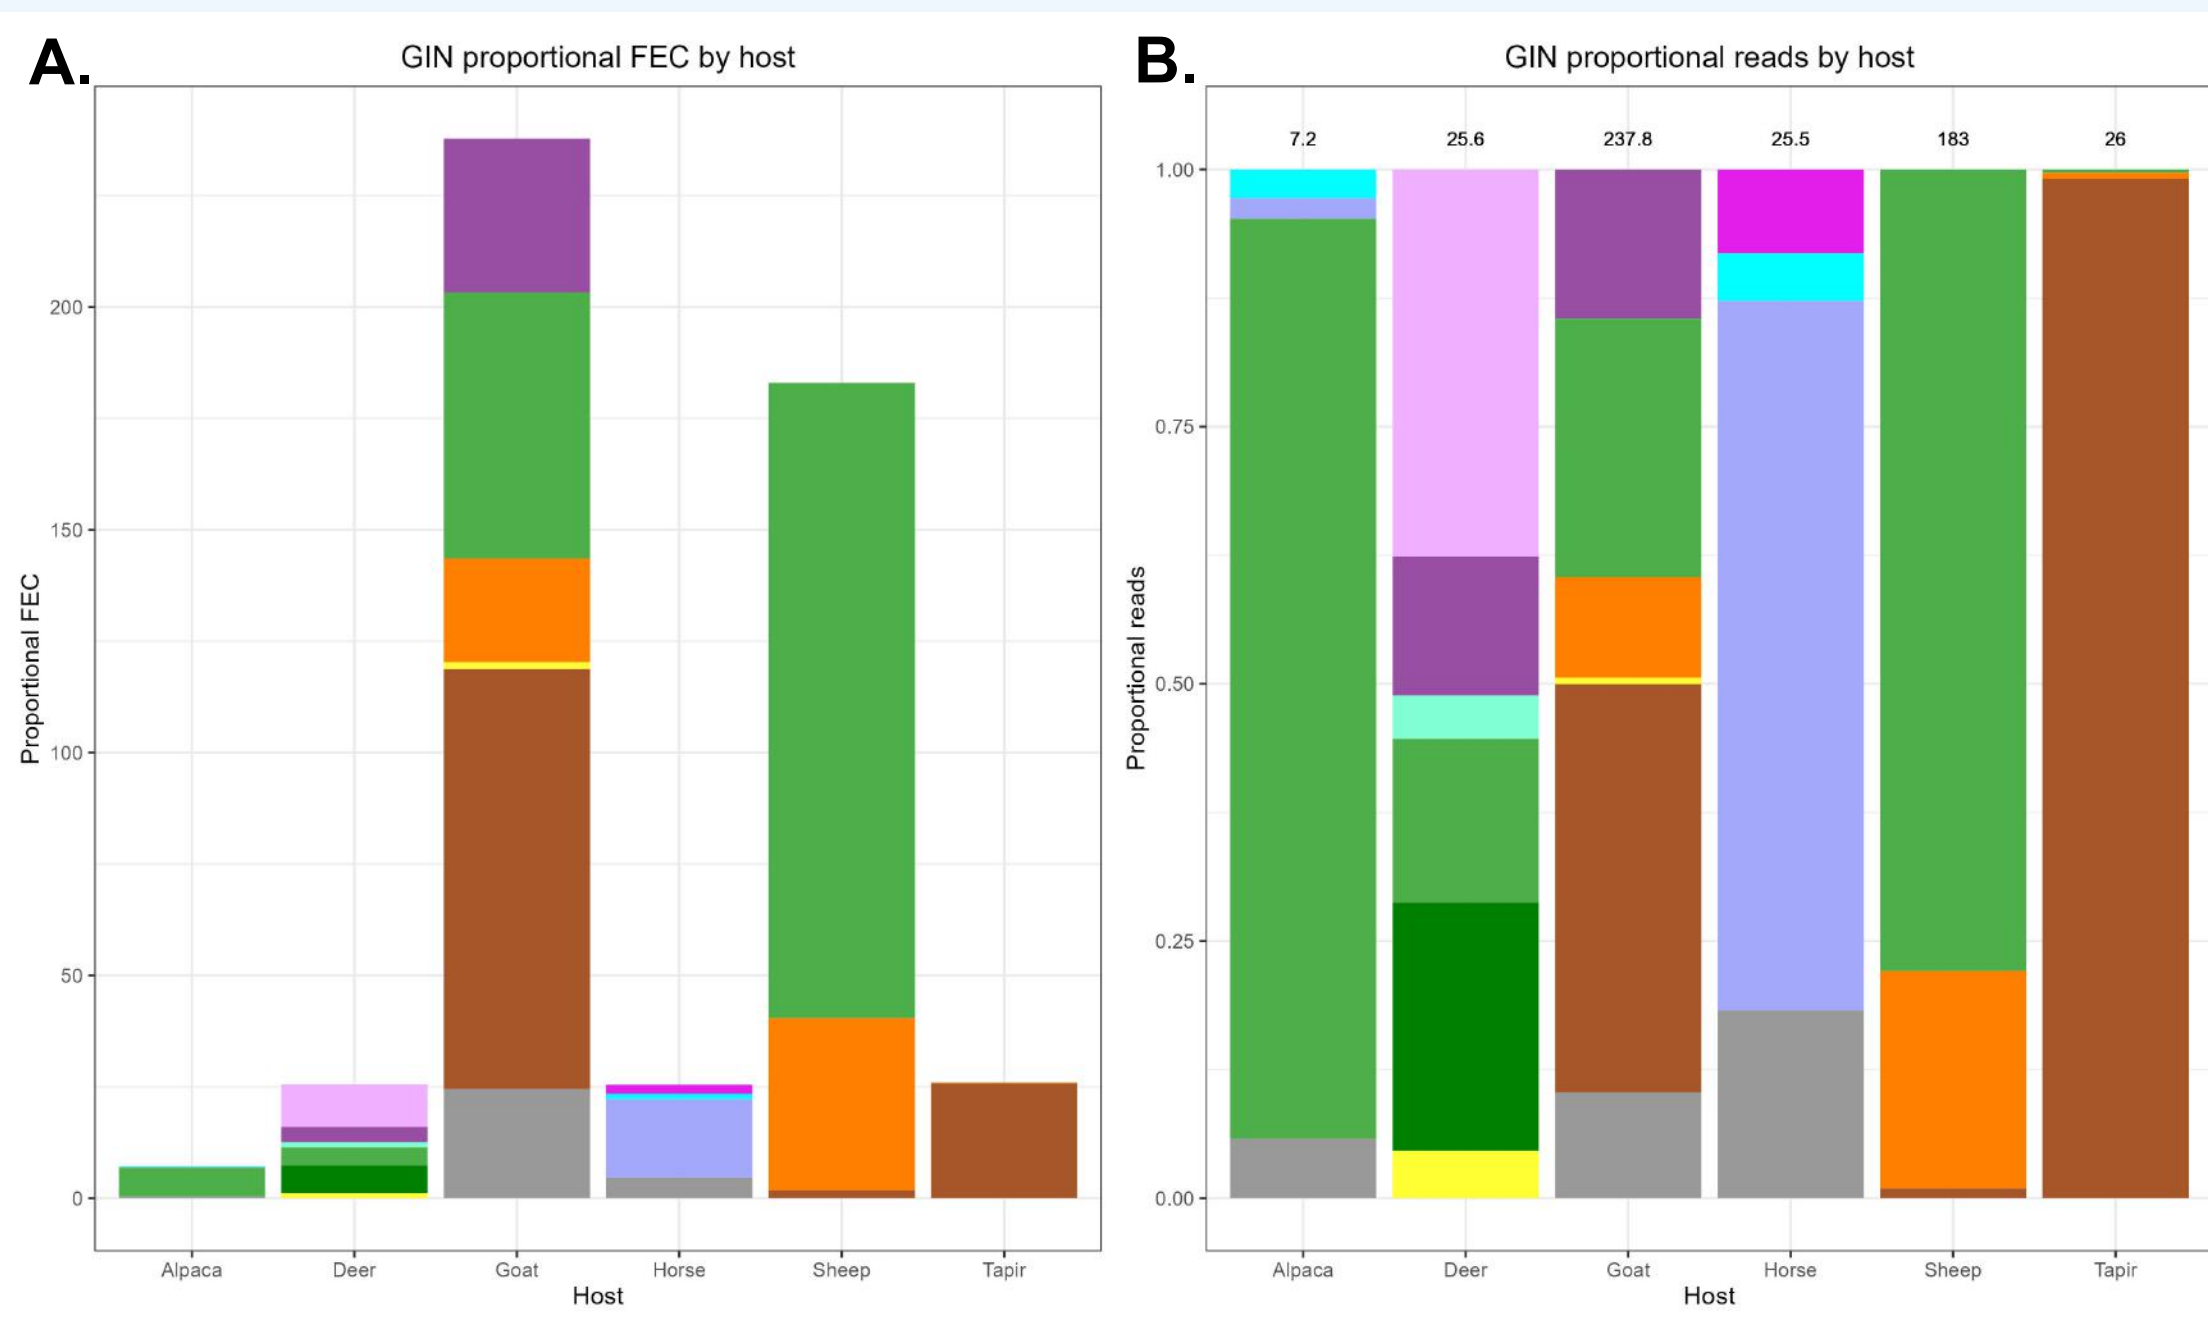 A.
GIN proportional FEC by host
Proportional FEC
200
150
100
50
0
Alpaca Deer Goat Horse Sheep Tapir
Host
B.
GIN proportional reads by host
7.2 25.6 237.8 25.5 183 26
Proportional reads
1.00
0.75
0.50
0.25
0.00
Alpaca Deer Goat Horse Sheep Tapir
Host